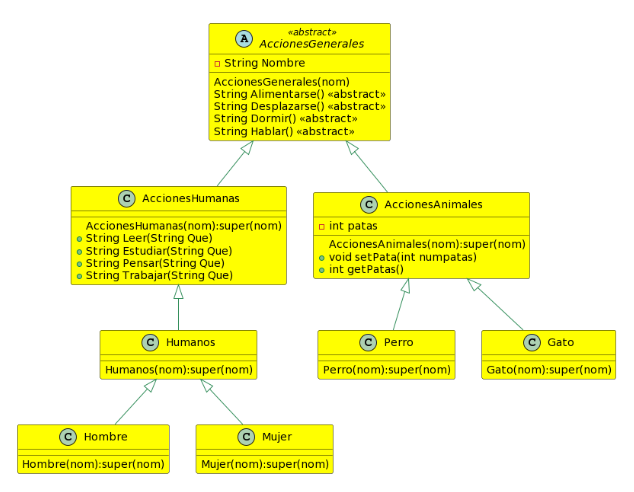 «abstract»
A AccionesGenerales
String Nombre
AccionesGenerales(nom)
String Alimentarse() «abstract»
String Desplazarse() «abstract»
String Dormir() «abstract»
String Hablar() «abstract»
C AccionesHumanas
AccionesHumanas(nom):super(nom)
String Leer(String Que)
String Estudiar(String Que)
String Pensar(String Que)
String Trabajar(String Que)
C AccionesAnimales
int patas
AccionesAnimales(nom):super(nom)
void setPata(int numpatas)
int getPatas()
C Humanos
Humanos(nom):super(nom)
C Perro
Perro(nom):super(nom)
C Gato
Gato(nom):super(nom)
C Hombre
Hombre(nom):super(nom)
C Mujer
Mujer(nom):super(nom)